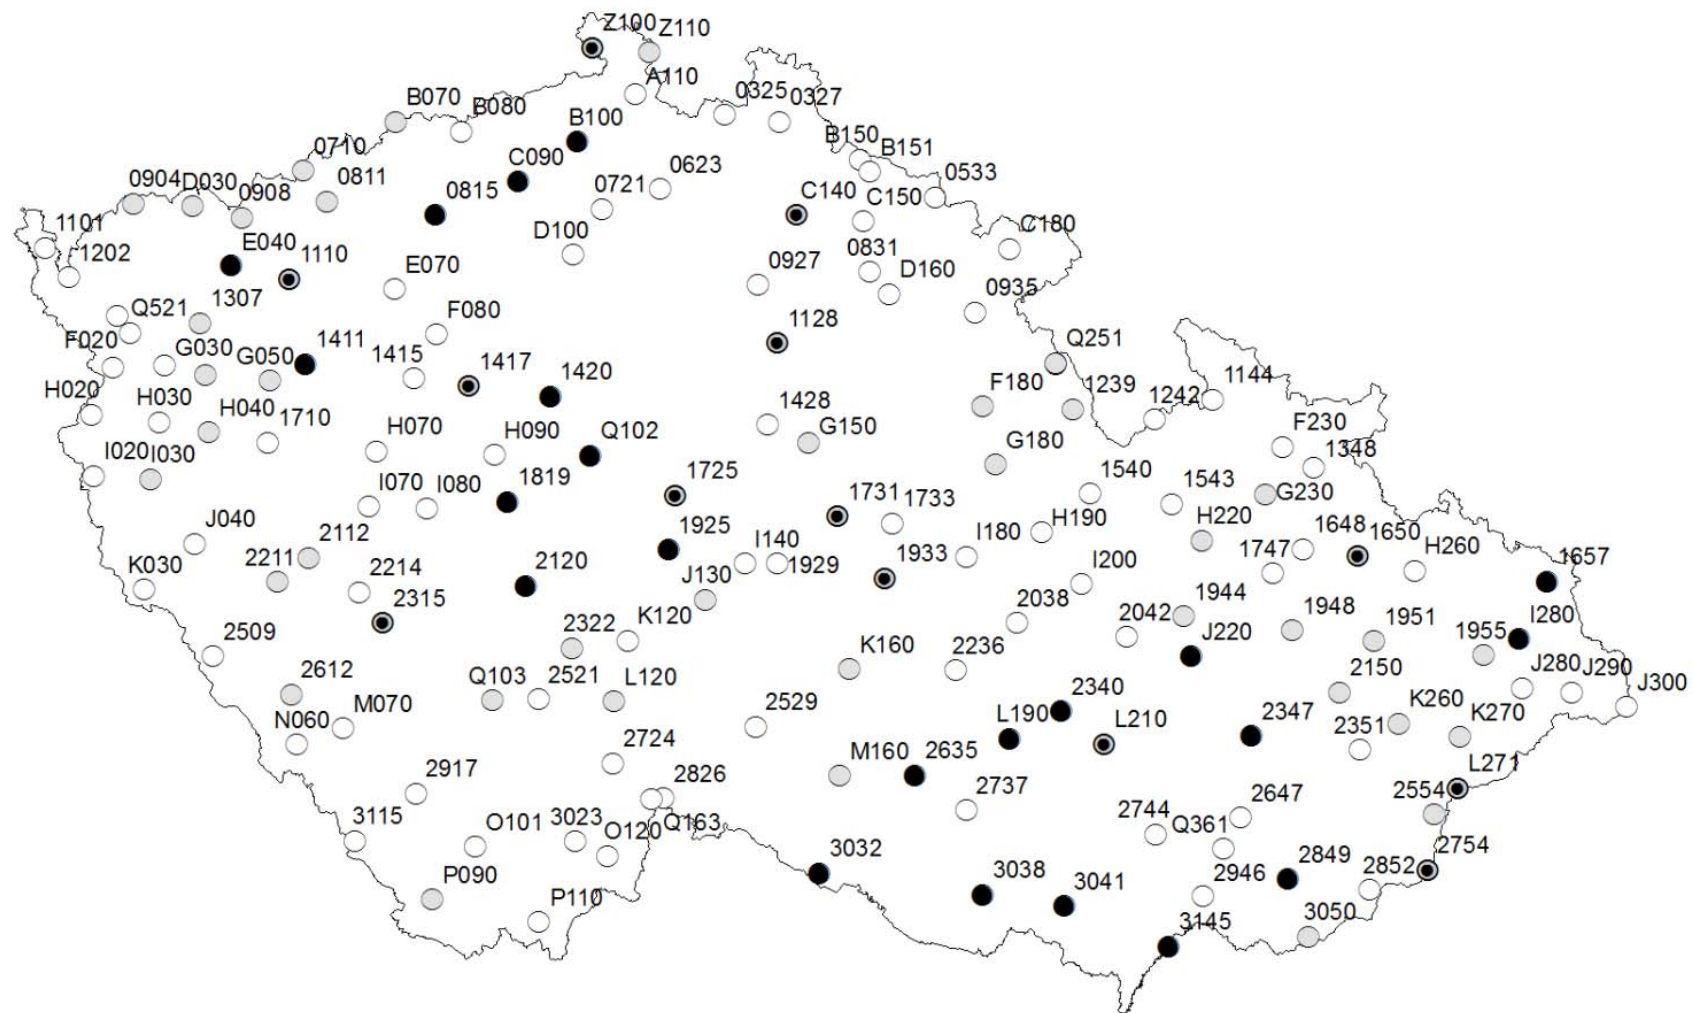 Z100 Z110
A110
B070 B080 0325 0327
B100
B150 B151
0710 C090 0623 0533
0904 D030 0908 0811 0815 0721 C140 C150
1101 D100 C180
1202 E040 1110 E070 0927 0831 D160
0935
Q521 1307 F080 1128
F020 G030 G050 1411 1415 1417 1420 Q251
H020 H030 H040 1710 F180 1239 1242 1144
H070 H090 Q102 1428 G150 G180 F230 1348
I020 I030 I070 I080 1819 1725 1540 1543 G230
J040 2112 1925 1731 1733 H190 H220 1648 1650
K030 2211 2214 2120 I140 1929 1933 I180 I200 1747 H260 1657
2315 J130 2038 1944 1948 1951 I280
2509 2322 K120 K160 2236 2042 J220 1955
2612 Q103 2521 L120 2340 2150 J280 J290 J300
N060 M070 2529 L190 L210 2347 2351 K260 K270
2724 M160 2635 L271
2917 2826 2737 2744 2647 2554
3115 O101 3023 O120 Q163 Q361 2754
P090 3032 3038 3041 2946 2849 2852
P110 3145 3050